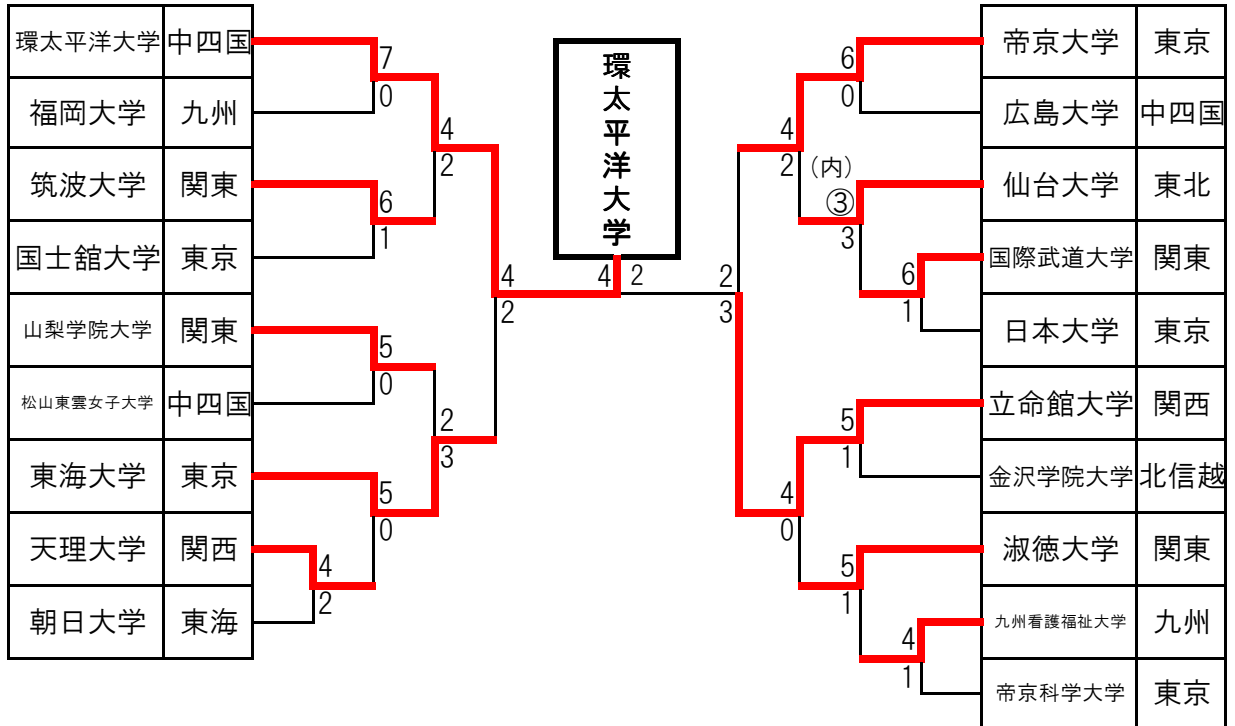 環太平洋大学 中四国
福岡大学 九州
筑波大学 関東
国士舘大学 東京
山梨学院大学 関東
松山東雲女子大学 中四国
東海大学 東京
天理大学 関西
朝日大学 東海
7
0
6
1
5
0
5
0
4
2
4
2
2
3
4
2
環太平洋大学
4 2
2
3
4
2
(内)
③
3
4
0
6
0
6
1
5
1
5
1
4
1
帝京大学 東京
広島大学 中四国
仙台大学 東北
国際武道大学 関東
日本大学 東京
立命館大学 関西
金沢学院大学 北信越
淑徳大学 関東
九州看護福祉大学 九州
帝京科学大学 東京